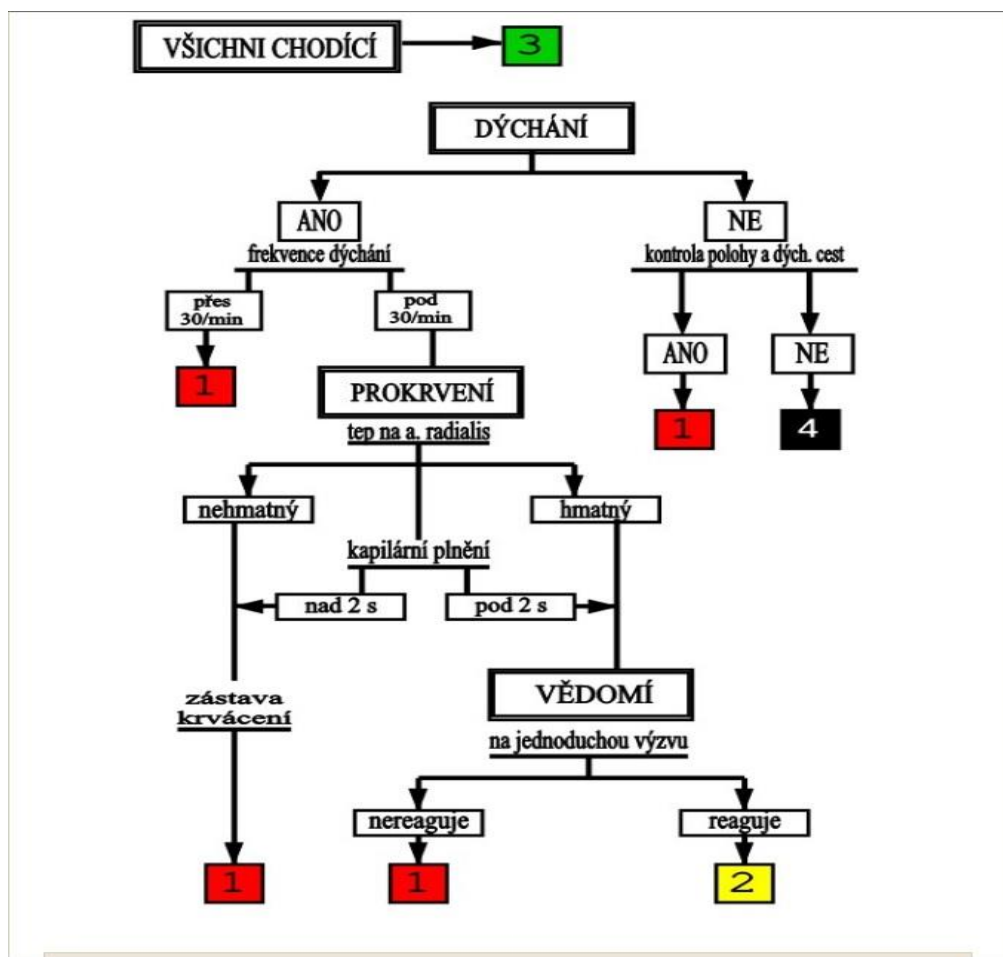 VŠICHNI CHODÍCÍ
3
DÝCHÁNÍ
ANO
NE
frekvence dýchání
kontrola polohy a dých. cest
přes
30/min
pod
30/min
ANO
NE
1
PROKRVENÍ
1
4
tep na a. radialis
nehmatný
hmatný
kapilární plnění
nad 2 s
pod 2 s
VĚDOMÍ
zástava
krvácení
na jednoduchou výzvu
nereaguje
reaguje
1
1
2